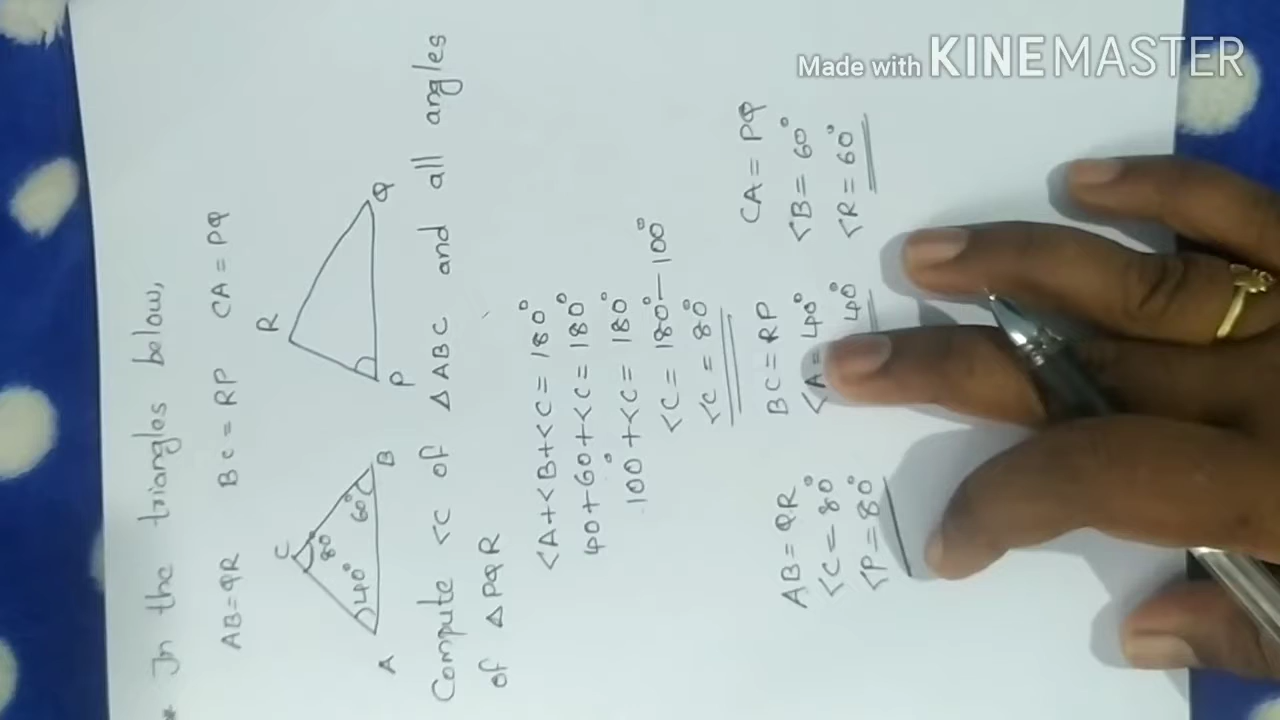 Made with KINEMASTER
* In the triangles below,
AB = QR BC = RP CA = PQ
C R
80
40° 60°
A B P Q
Compute <C of △ABC and all angles
of △PQR
<A+<B+<C = 180°
40+60+<C = 180°
100°+<C = 180°
<C = 180°-100°
<C = 80°
AB = QR BC = RP CA = PQ
<C = 80° <A = 40° <B = 60°
<P = 80° 40° <R = 60°